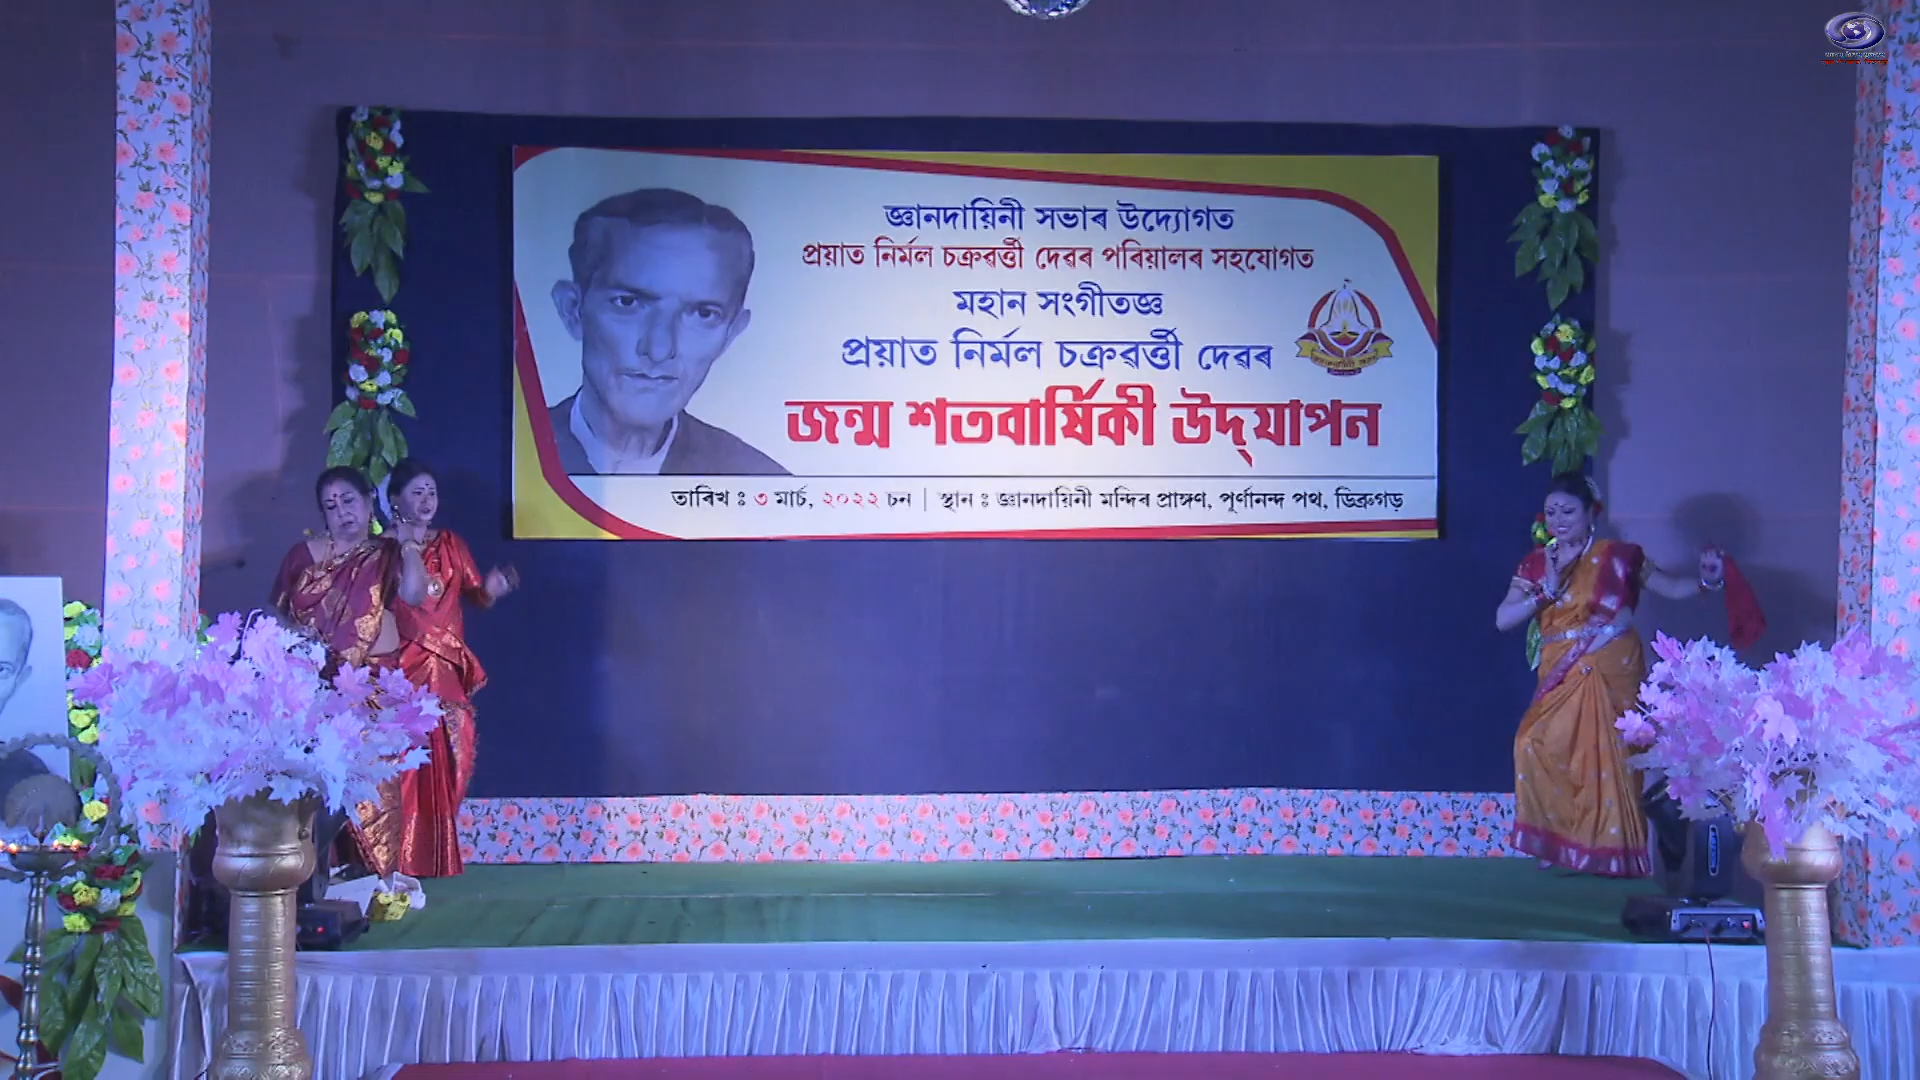 জ্ঞানদায়িনী সভাৰ উদ্যোগত
প্ৰয়াত নিৰ্মল চক্ৰৱৰ্ত্তী দেৱৰ পৰিয়ালৰ সহযোগত
মহান সংগীতজ্ঞ
প্ৰয়াত নিৰ্মল চক্ৰৱৰ্ত্তী দেৱৰ
জন্ম শতবাৰ্ষিকী উদ্‌যাপন
তাৰিখ ঃ ৩ মাৰ্চ, ২০২২ চন | স্থান ঃ জ্ঞানদায়িনী মন্দিৰ প্ৰাঙ্গণ, পূৰ্ণানন্দ পথ, ডিব্ৰুগড়